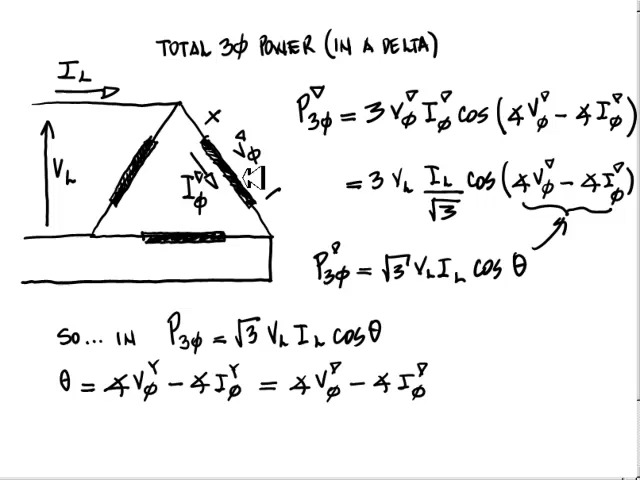 TOTAL 3ϕ POWER (IN A DELTA)
I_L
V_L
x
V_ϕ^∇
I_ϕ^∇
P_3ϕ^∇ = 3 V_ϕ^∇ I_ϕ^∇ cos (∡V_ϕ^∇ - ∡I_ϕ^∇)
= 3 V_L I_L/√3 cos (∡V_ϕ^∇ - ∡I_ϕ^∇)
P_3ϕ^∇ = √3 V_L I_L cos θ
SO... IN P_3ϕ = √3 V_L I_L cos θ
θ = ∡V_ϕ^Y - ∡I_ϕ^Y = ∡V_ϕ^∇ - ∡I_ϕ^∇